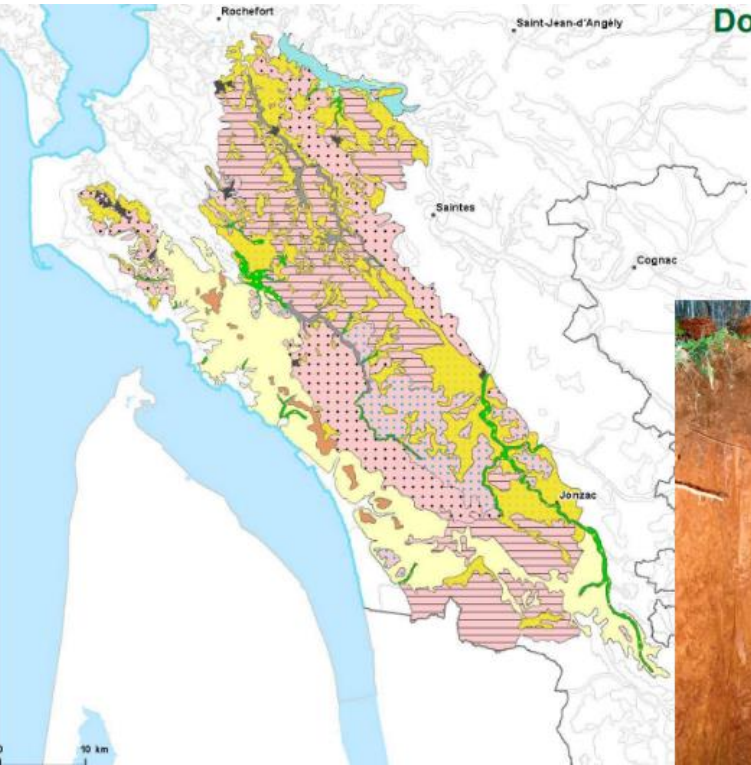 Rochefort
Saint-Jean-d'Angély
Do
Saintes
Cognac
Jonzac
0 10 km